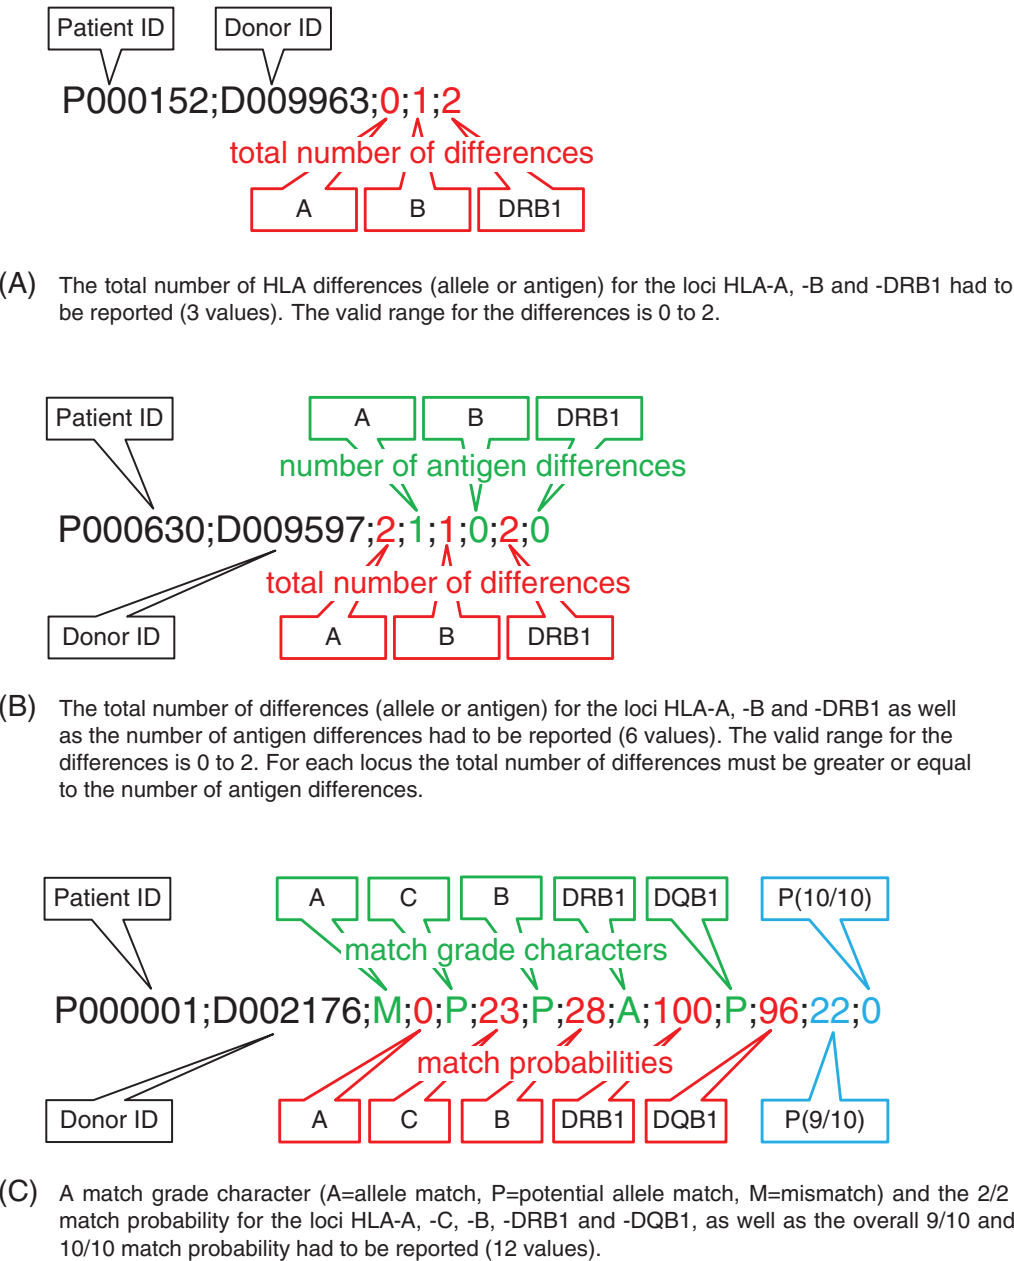 Patient ID Donor ID
P000152;D009963;0;1;2
total number of differences
A B DRB1
(A) The total number of HLA differences (allele or antigen) for the loci HLA-A, -B and -DRB1 had to
be reported (3 values). The valid range for the differences is 0 to 2.
Patient ID A B DRB1
number of antigen differences
P000630;D009597;2;1;1;0;2;0
total number of differences
Donor ID A B DRB1
(B) The total number of differences (allele or antigen) for the loci HLA-A, -B and -DRB1 as well
as the number of antigen differences had to be reported (6 values). The valid range for the
differences is 0 to 2. For each locus the total number of differences must be greater or equal
to the number of antigen differences.
Patient ID A C B DRB1 DQB1 P(10/10)
match grade characters
P000001;D002176;M;0;P;23;P;28;A;100;P;96;22;0
match probabilities
Donor ID A C B DRB1 DQB1 P(9/10)
(C) A match grade character (A=allele match, P=potential allele match, M=mismatch) and the 2/2
match probability for the loci HLA-A, -C, -B, -DRB1 and -DQB1, as well as the overall 9/10 and
10/10 match probability had to be reported (12 values).